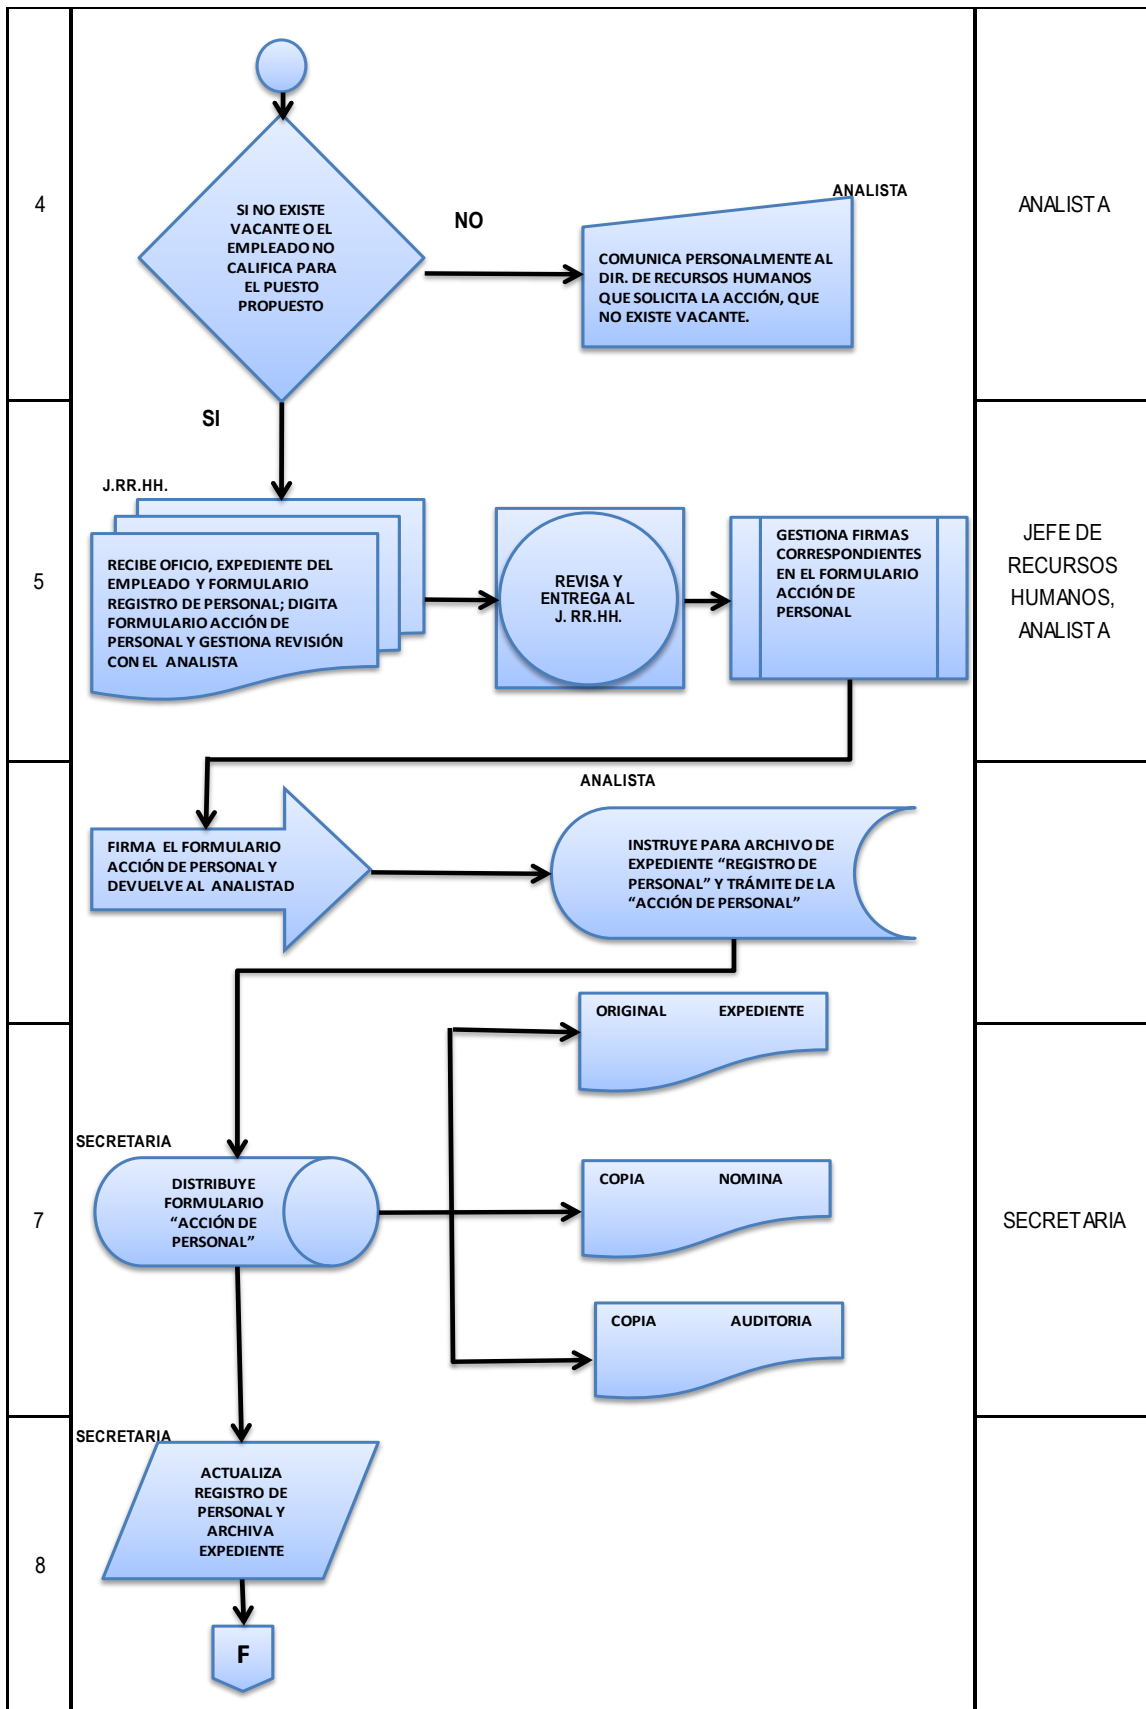 4
SI NO EXISTE
VACANTE O EL
EMPLEADO NO
CALIFICA PARA
EL PUESTO
PROPUESTO
NO
ANALISTA
COMUNICA PERSONALMENTE AL
DIR. DE RECURSOS HUMANOS
QUE SOLICITA LA ACCIÓN, QUE
NO EXISTE VACANTE.
ANALISTA
SI
5
J.RR.HH.
RECIBE OFICIO, EXPEDIENTE DEL
EMPLEADO Y FORMULARIO
REGISTRO DE PERSONAL; DIGITA
FORMULARIO ACCIÓN DE
PERSONAL Y GESTIONA REVISIÓN
CON EL ANALISTA
REVISA Y
ENTREGA AL
J. RR.HH.
GESTIONA FIRMAS
CORRESPONDIENTES
EN EL FORMULARIO
ACCIÓN DE
PERSONAL
JEFE DE
RECURSOS
HUMANOS,
ANALISTA
FIRMA EL FORMULARIO
ACCIÓN DE PERSONAL Y
DEVUELVE AL ANALISTAD
ANALISTA
INSTRUYE PARA ARCHIVO DE
EXPEDIENTE “REGISTRO DE
PERSONAL” Y TRÁMITE DE LA
“ACCIÓN DE PERSONAL”
7
SECRETARIA
DISTRIBUYE
FORMULARIO
“ACCIÓN DE
PERSONAL”
ORIGINAL EXPEDIENTE
COPIA NOMINA
COPIA AUDITORIA
SECRETARIA
8
SECRETARIA
ACTUALIZA
REGISTRO DE
PERSONAL Y
ARCHIVA
EXPEDIENTE
F